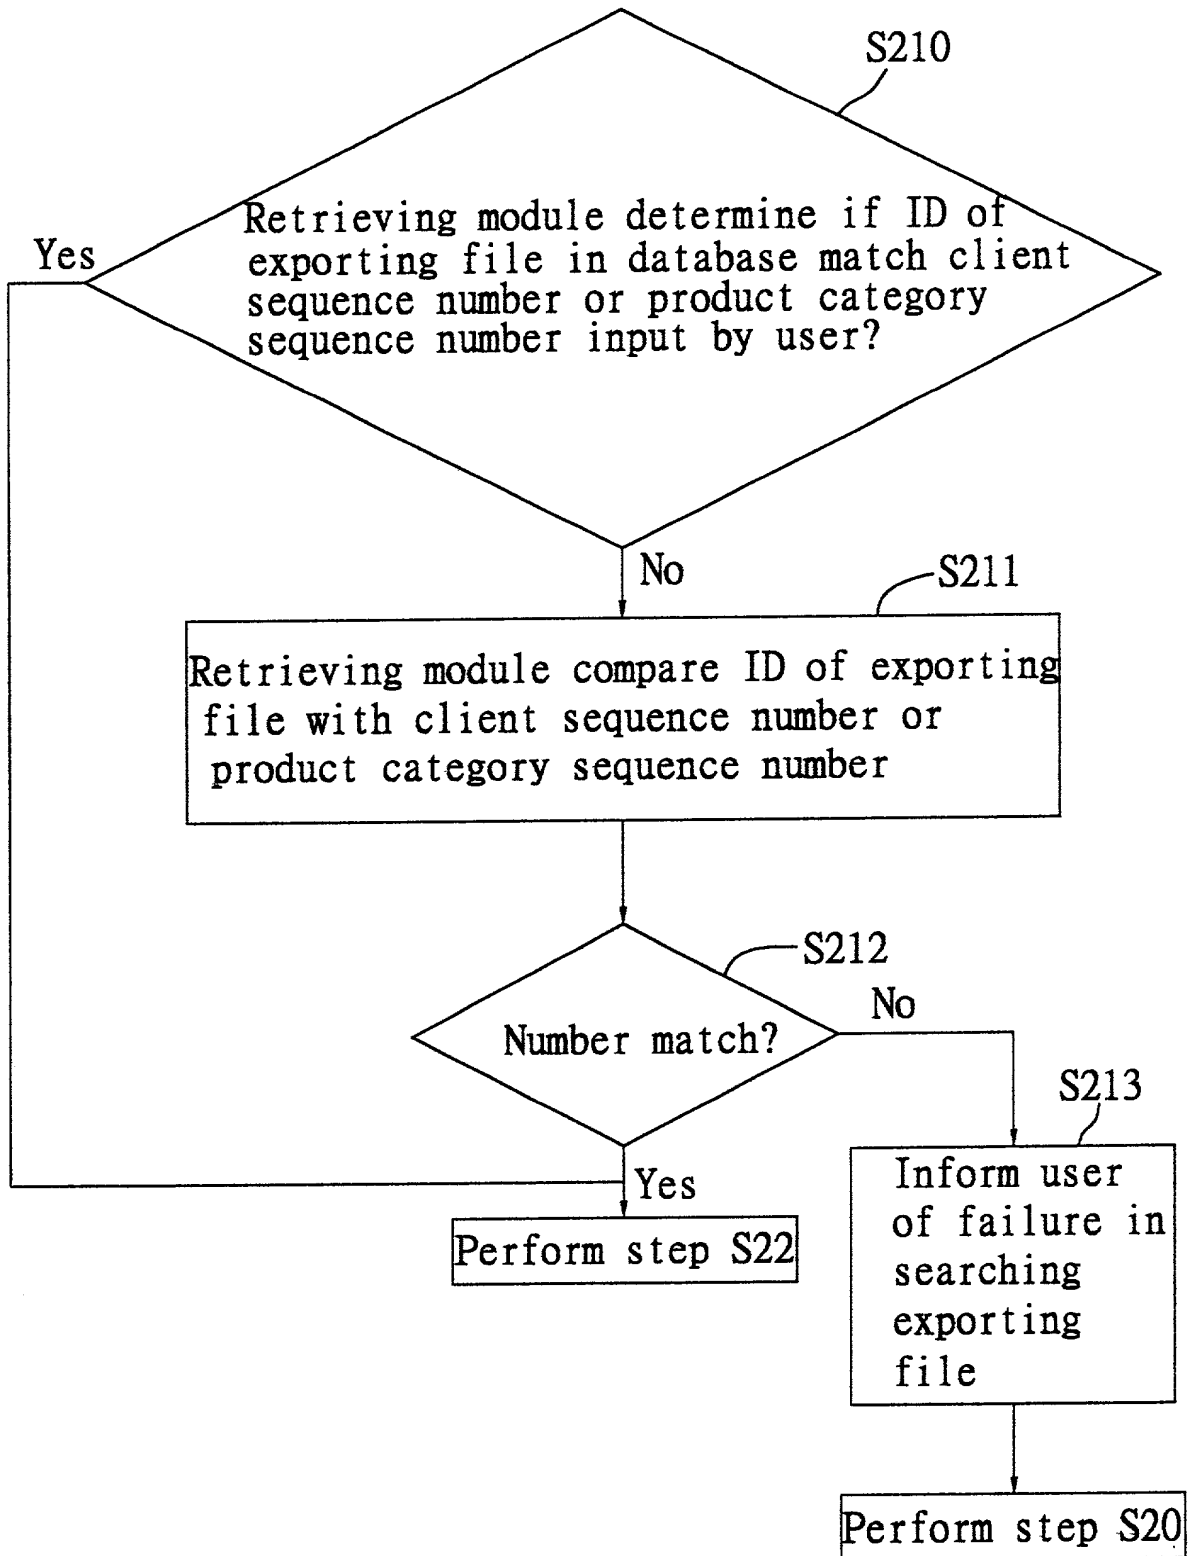 S210
Retrieving module determine if ID of
exporting file in database match client
sequence number or product category
sequence number input by user?
Yes
No
S211
Retrieving module compare ID of exporting
file with client sequence number or
product category sequence number
S212
Number match?
No
S213
Yes
Inform user
of failure in
searching
exporting
file
Perform step S22
Perform step S20